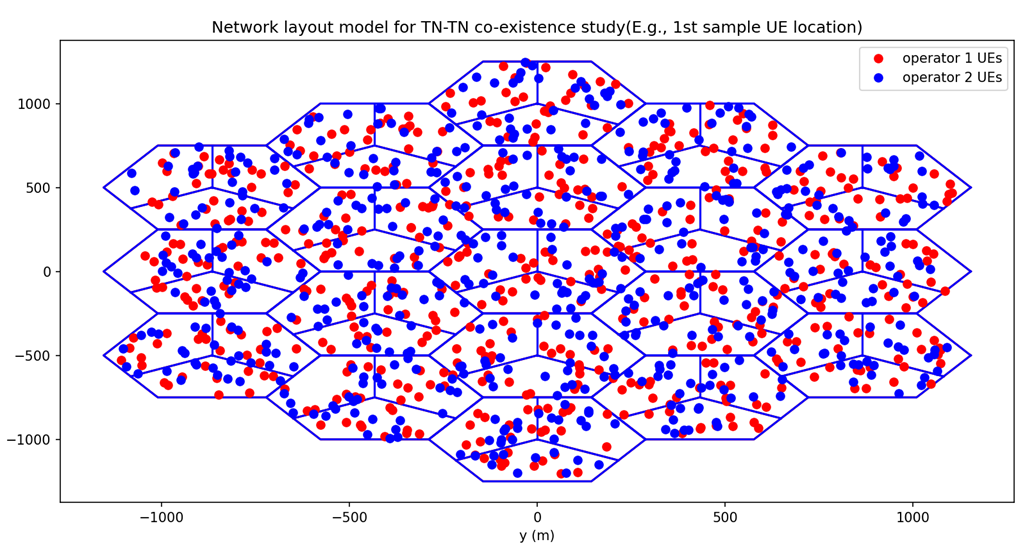 Network layout model for TN-TN co-existence study(E.g., 1st sample UE location)
operator 1 UEs
operator 2 UEs
1000
500
0
−500
−1000
−1000 −500 0 500 1000
y (m)